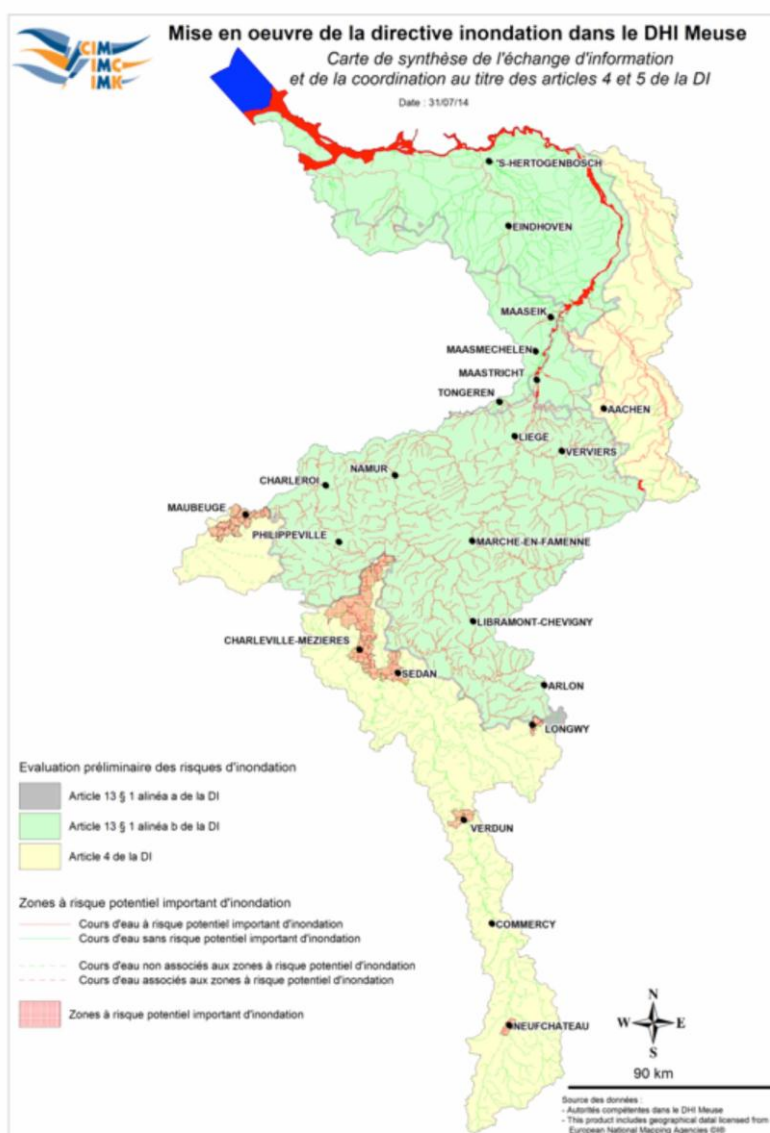 CIM
IMC
IMK
Mise en oeuvre de la directive inondation dans le DHI Meuse
Carte de synthèse de l'échange d'information
et de la coordination au titre des articles 4 et 5 de la DI
Date : 31/07/14
'S-HERTOGENBOSCH
EINDHOVEN
MAASEIK
MAASMECHELEN
MAASTRICHT
TONGEREN
AACHEN
LIEGE
VERVIERS
NAMUR
CHARLEROI
MAUBEUGE
PHILIPPEVILLE
MARCHE-EN-FAMENNE
LIBRAMONT-CHEVIGNY
CHARLEVILLE-MEZIERES
SEDAN
ARLON
LONGWY
VERDUN
COMMERCY
NEUFCHATEAU
Evaluation préliminaire des risques d'inondation
Article 13 § 1 alinéa a de la DI
Article 13 § 1 alinéa b de la DI
Article 4 de la DI
Zones à risque potentiel important d'inondation
Cours d'eau à risque potentiel important d'inondation
Cours d'eau sans risque potentiel important d'inondation
Cours d'eau non associés aux zones à risque potentiel d'inondation
Cours d'eau associés aux zones à risque potentiel d'inondation
Zones à risque potentiel important d'inondation
N
W E
S
90 km
Source des données :
- Autorités compétentes dans le DHI Meuse
- This product includes geographical data licensed from
European National Mapping Agencies